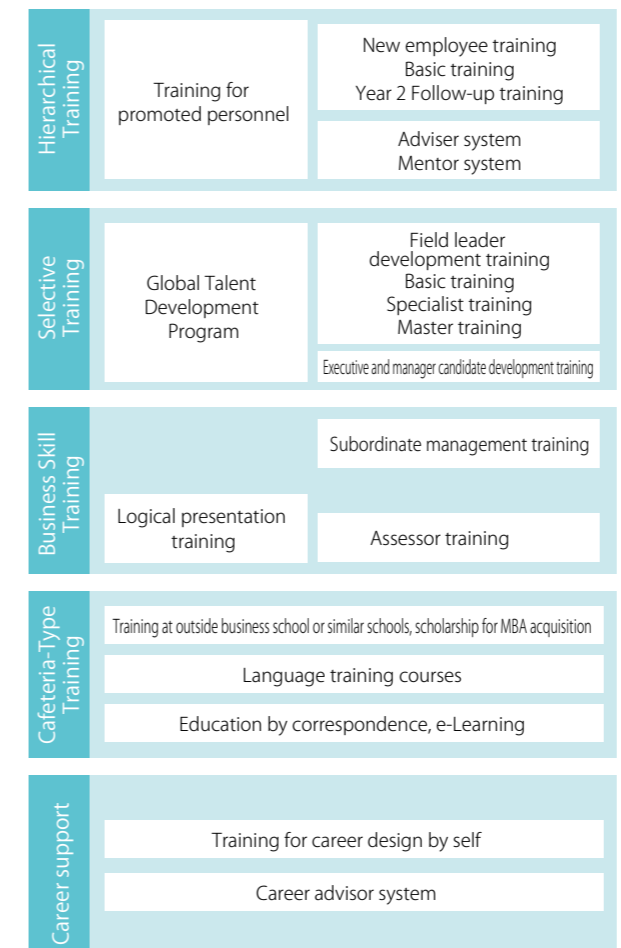 Hierarchical
Training
Training for
promoted personnel
New employee training
Basic training
Year 2 Follow-up training
Adviser system
Mentor system
Selective
Training
Global Talent
Development
Program
Field leader
development training
Basic training
Specialist training
Master training
Executive and manager candidate development training
Business Skill
Training
Subordinate management training
Logical presentation
training
Assessor training
Cafeteria-Type
Training
Training at outside business school or similar schools, scholarship for MBA acquisition
Language training courses
Education by correspondence, e-Learning
Career support
Training for career design by self
Career advisor system